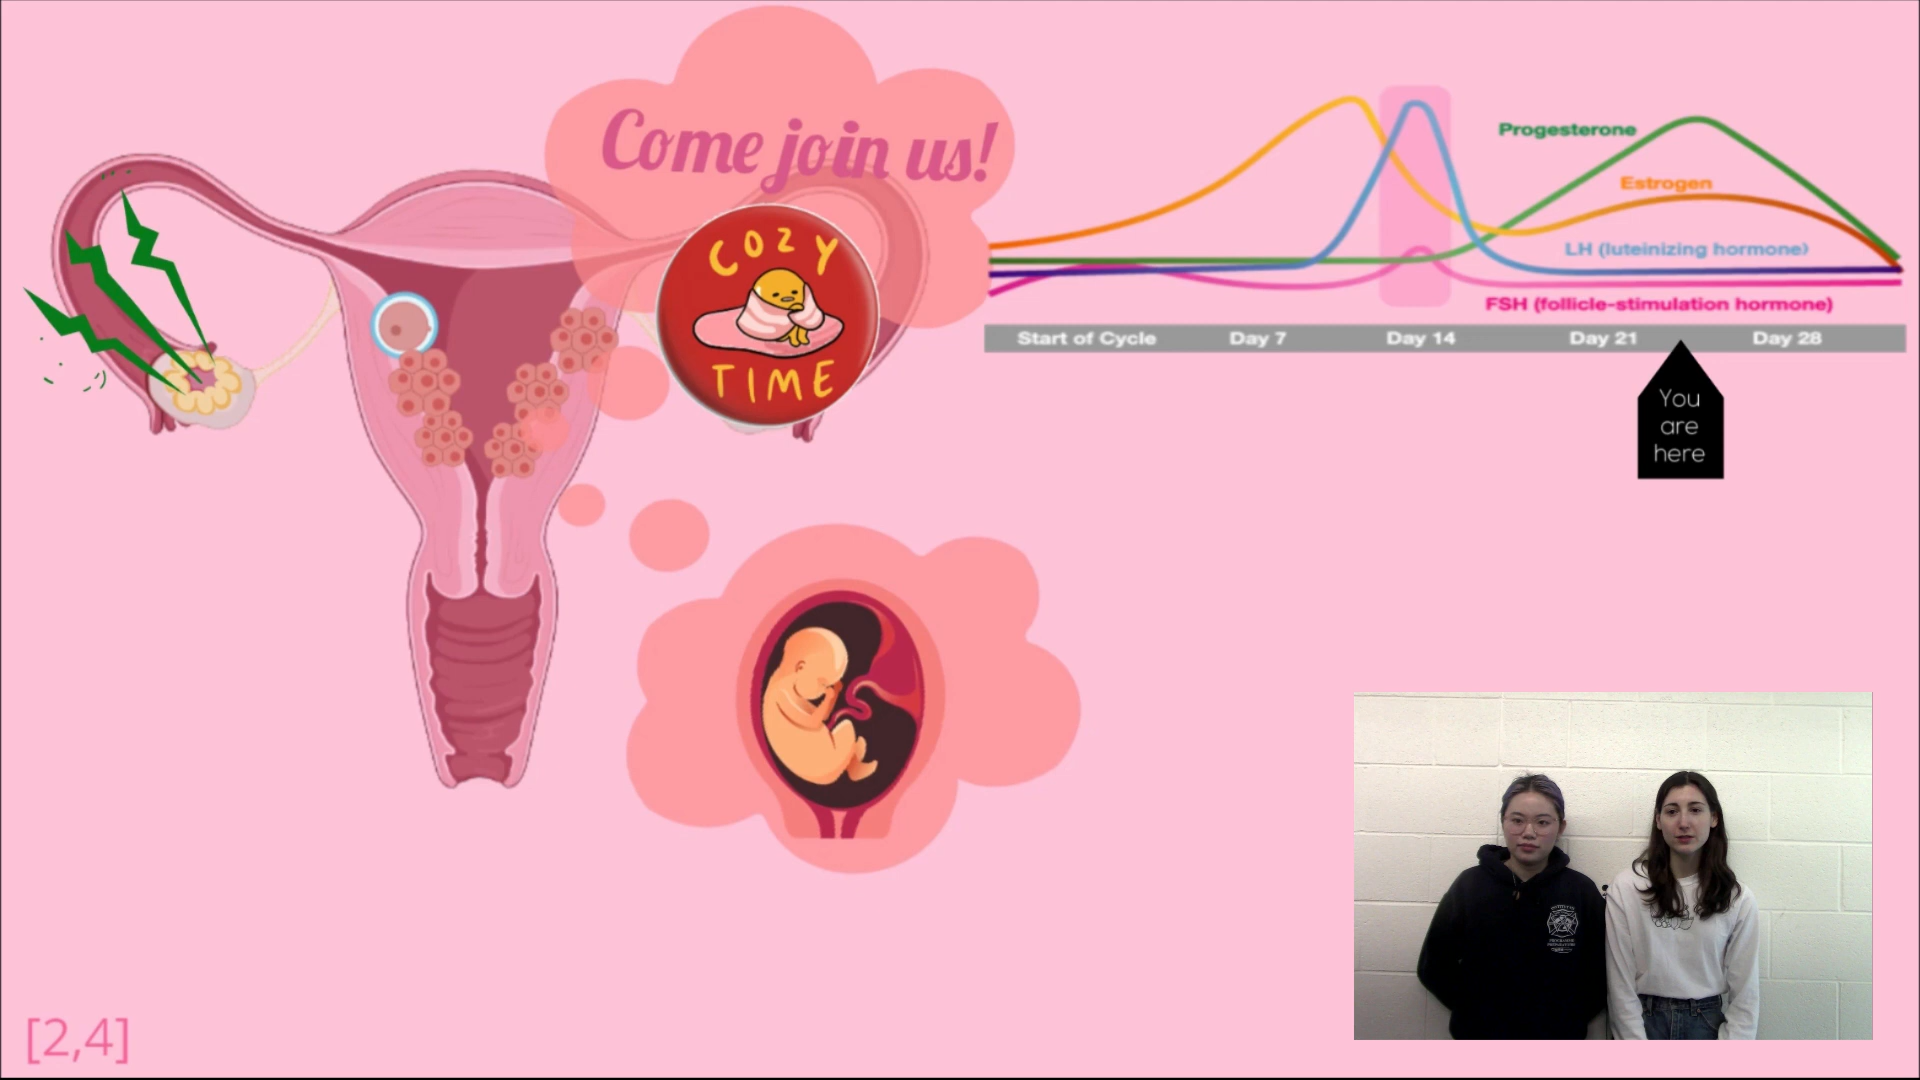 Come join us!
COZY
TIME
Progesterone
Estrogen
LH (luteinizing hormone)
FSH (follicle-stimulation hormone)
Start of Cycle Day 7 Day 14 Day 21 Day 28
You
are
here
[2,4]